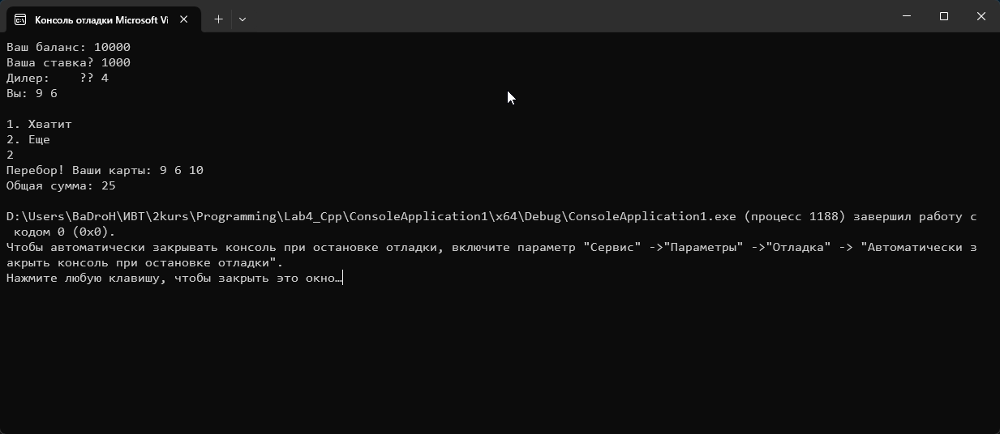 Консоль отладки Microsoft Vi
Ваш баланс: 10000
Ваша ставка? 1000
Дилер:    ?? 4
Вы: 9 6
1. Хватит
2. Еще
2
Перебор! Ваши карты: 9 6 10
Общая сумма: 25
D:\Users\BaDroH\ИВТ\2kurs\Programming\Lab4_Cpp\ConsoleApplication1\x64\Debug\ConsoleApplication1.exe (процесс 1188) завершил работу с
кодом 0 (0x0).
Чтобы автоматически закрывать консоль при остановке отладки, включите параметр "Сервис" ->"Параметры" ->"Отладка" -> "Автоматически з
акрыть консоль при остановке отладки".
Нажмите любую клавишу, чтобы закрыть это окно…